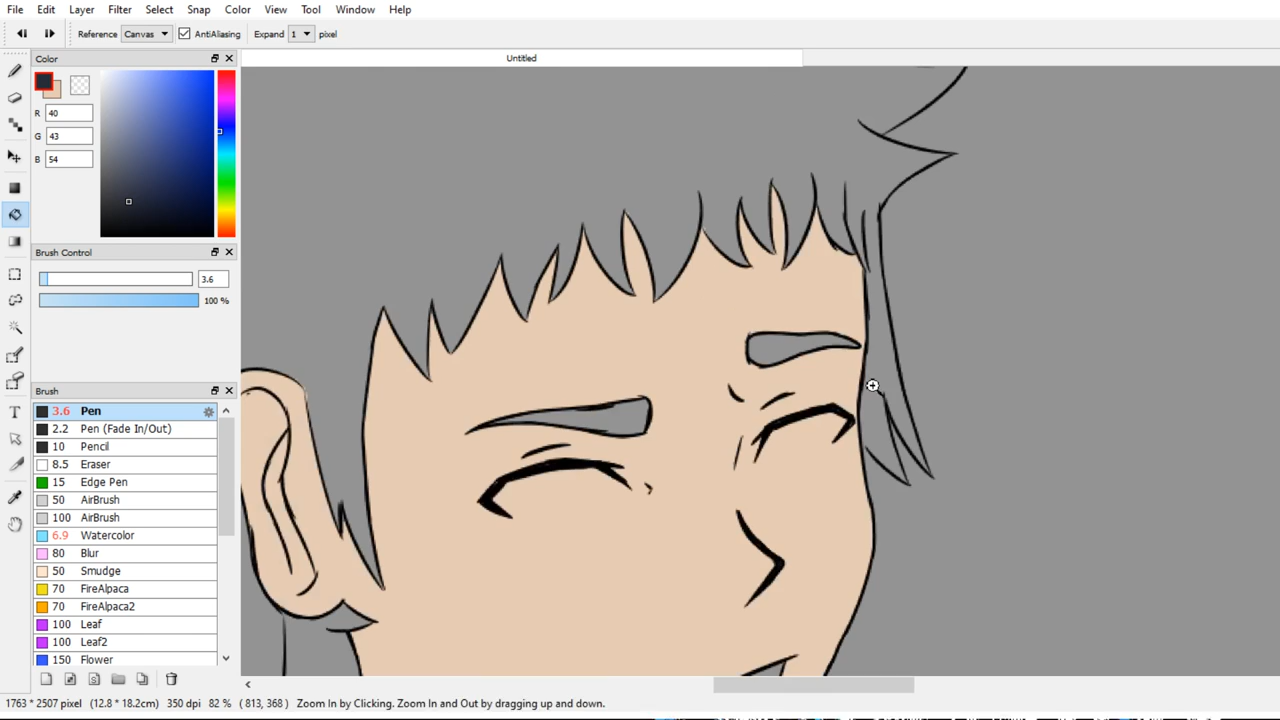 File Edit Layer Filter Select Snap Color View Tool Window Help
Reference Canvas AntiAliasing Expand 1 pixel
Color
Untitled
R 40
G 43
B 54
Brush Control
3.6
100 %
Brush
3.6 Pen
2.2 Pen (Fade In/Out)
10 Pencil
8.5 Eraser
15 Edge Pen
50 AirBrush
100 AirBrush
6.9 Watercolor
80 Blur
50 Smudge
70 FireAlpaca
70 FireAlpaca2
100 Leaf
100 Leaf2
150 Flower
1763 * 2507 pixel (12.8 * 18.2cm) 350 dpi 82 % ( 813, 368 ) Zoom In by Clicking. Zoom In and Out by dragging up and down.